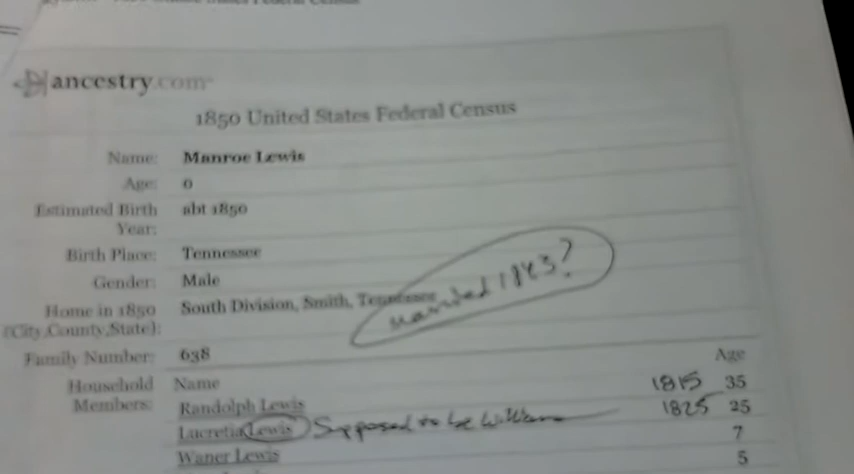 ancestry.com
1850 United States Federal Census
Name: Manroe Lewis
Age: 0
Estimated Birth Year: abt 1850
Birth Place: Tennessee
Gender: Male
Home in 1850 (City,County,State): South Division, Smith, Tennessee
married 1843?
Family Number: 638
Household Members: Name Age
Randolph Lewis 1815 35
Lucretia Lewis Supposed to be William 1825 25
Waner Lewis 7
5